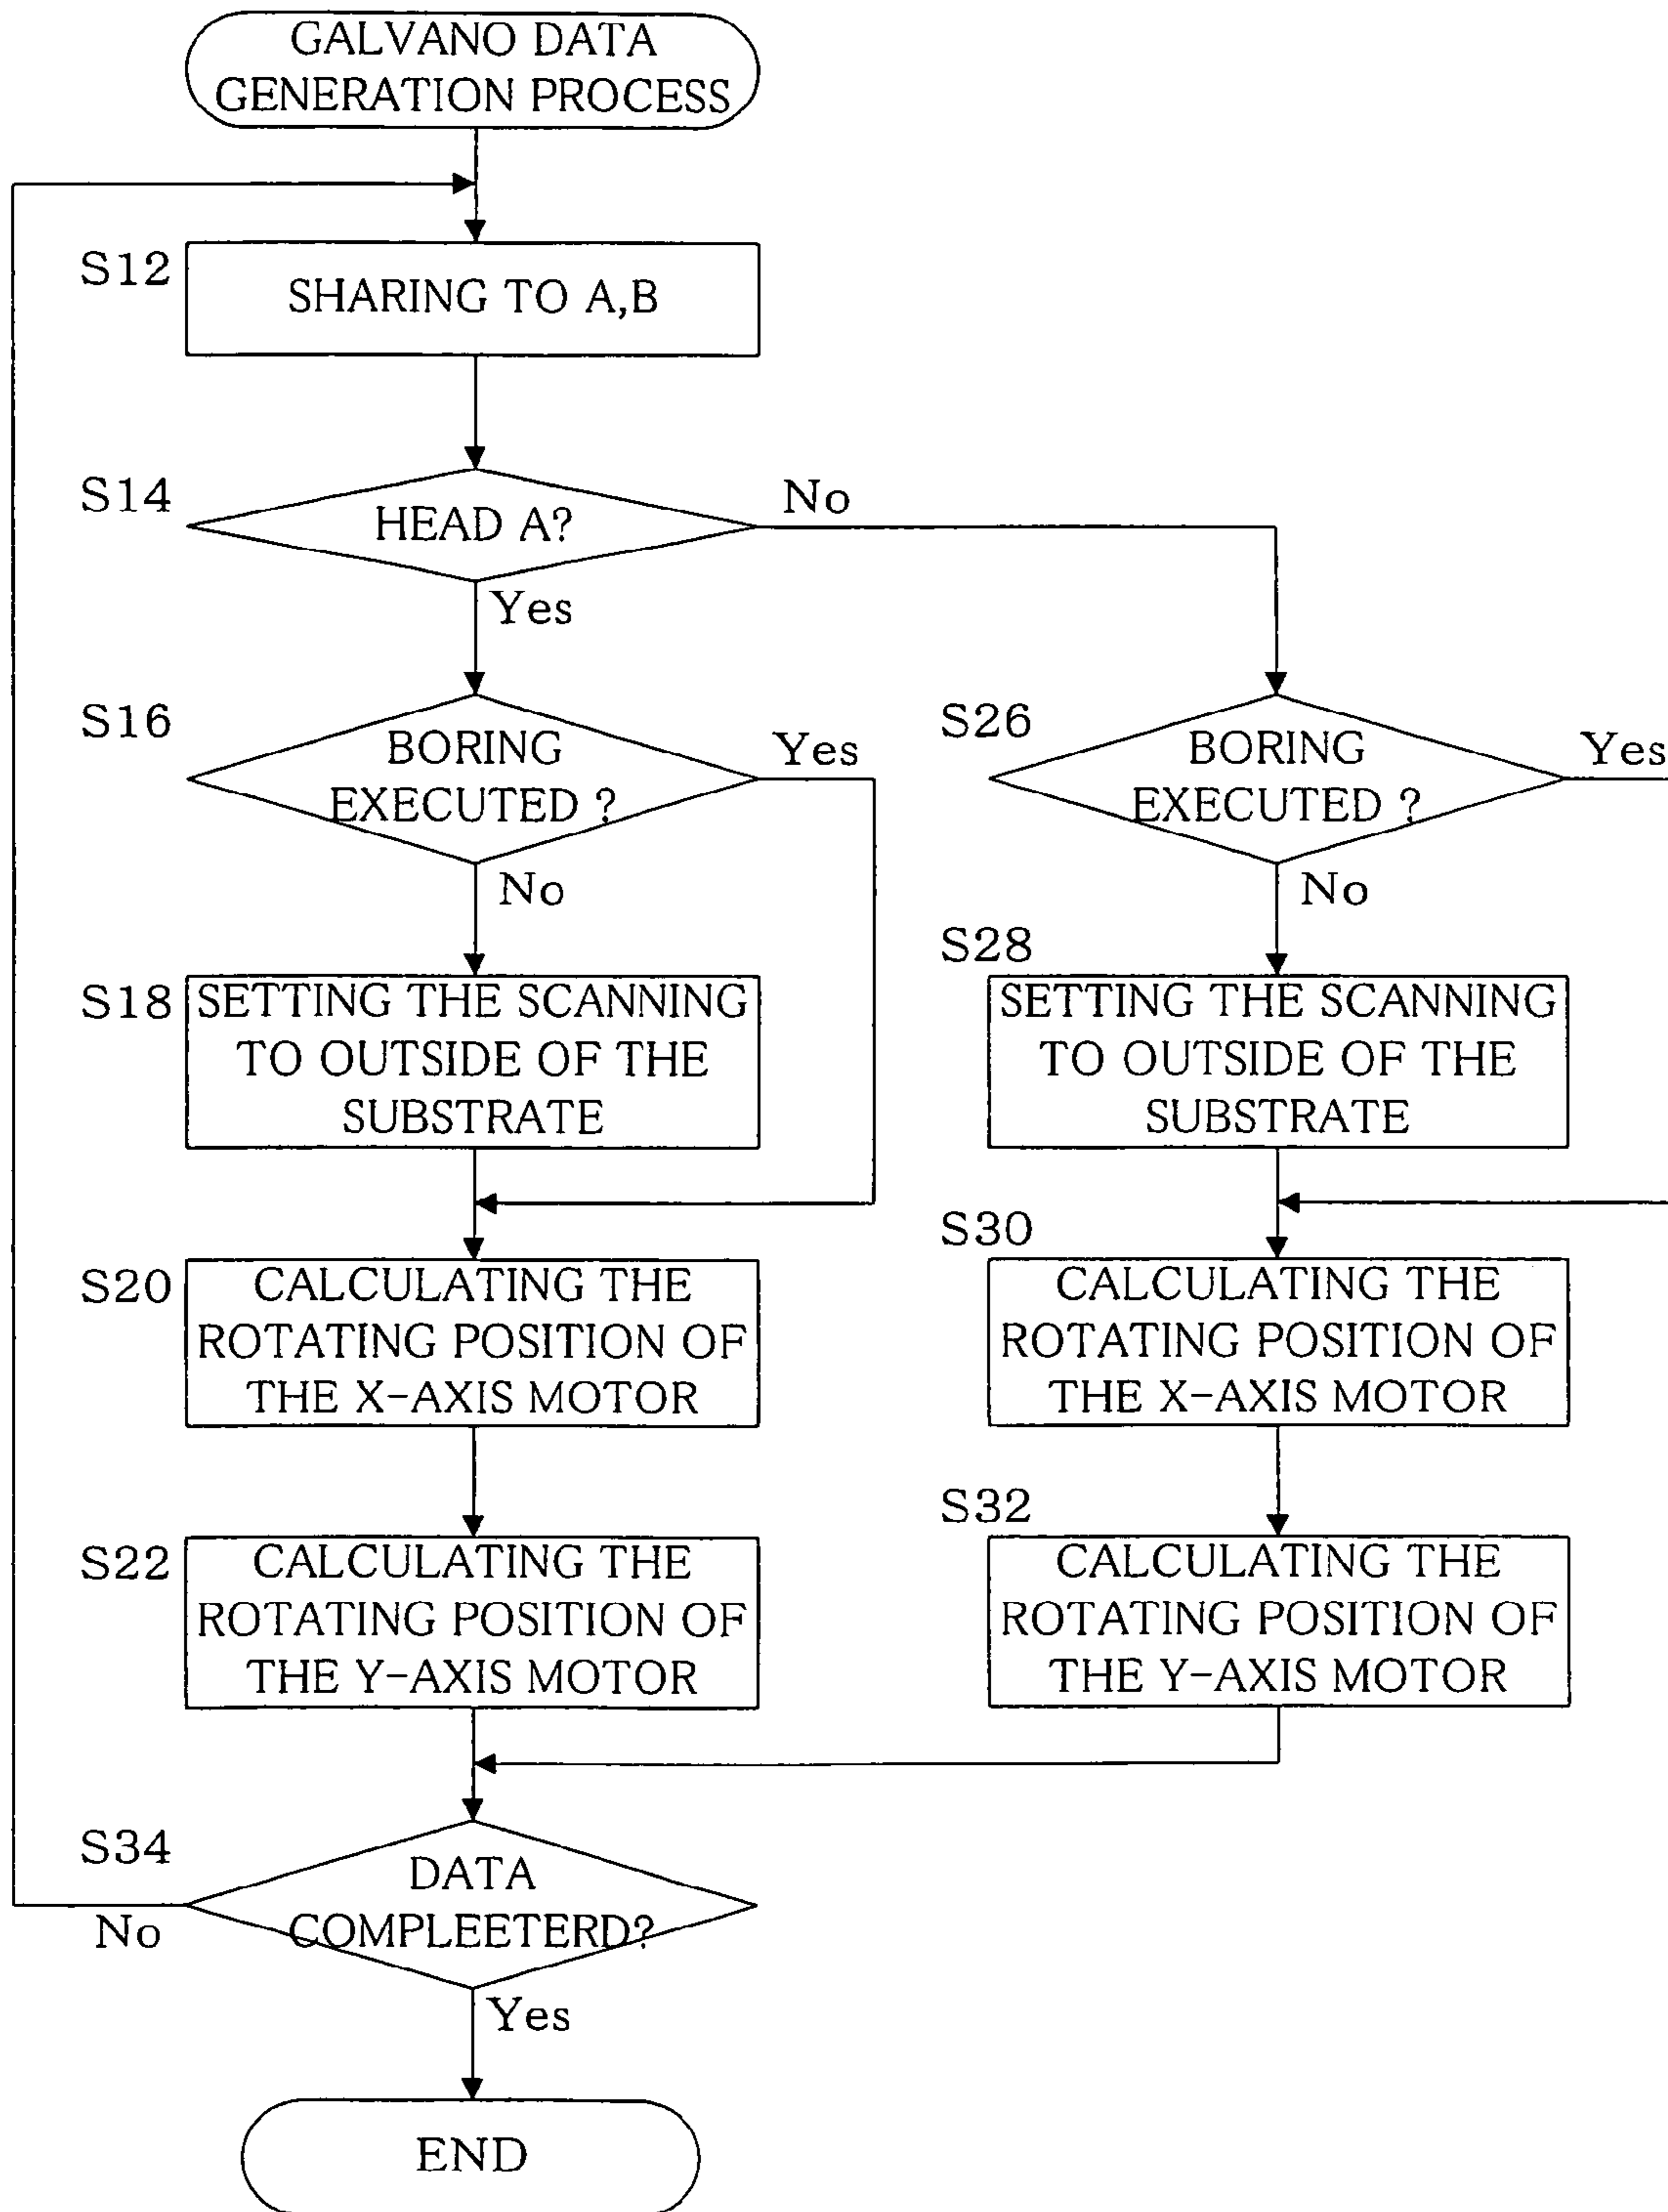 GALVANO DATA
GENERATION PROCESS
S12
SHARING TO A,B
S14
HEAD A?
No
Yes
S16
BORING
EXECUTED ?
Yes
No
S26
BORING
EXECUTED ?
Yes
No
S18
SETTING THE SCANNING
TO OUTSIDE OF THE
SUBSTRATE
S28
SETTING THE SCANNING
TO OUTSIDE OF THE
SUBSTRATE
S20
CALCULATING THE
ROTATING POSITION OF
THE X-AXIS MOTOR
S30
CALCULATING THE
ROTATING POSITION OF
THE X-AXIS MOTOR
S22
CALCULATING THE
ROTATING POSITION OF
THE Y-AXIS MOTOR
S32
CALCULATING THE
ROTATING POSITION OF
THE Y-AXIS MOTOR
S34
DATA
COMPLEETERD?
No
Yes
END